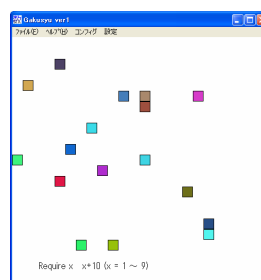 Gakusyu ver1
ファイル(F) ヘルプ(H) コンフィグ 設定
Require x x*10 (x = 1 ～ 9)